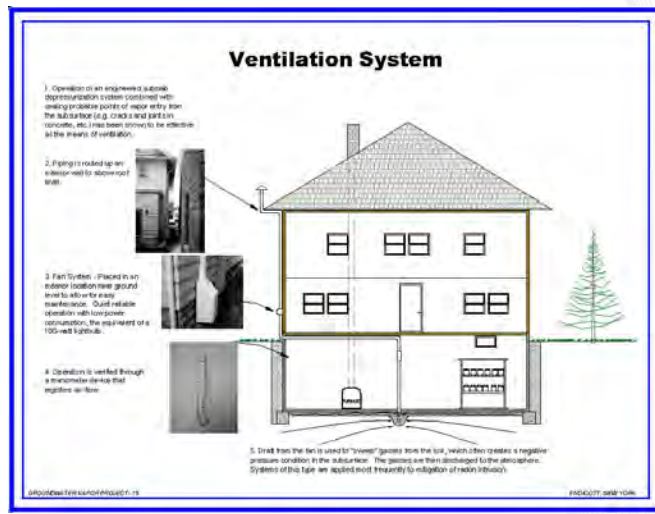 Ventilation System
1. Operation of an engineered subslab
depressurization system combined with
sealing probable points of vapor entry from
the subsurface (e.g. cracks and joints in
concrete, etc.) has been shown to be effective
as the means of ventilation.
2. Piping is routed up an
exterior wall to above roof
level.
3. Fan System - Placed in an
exterior location near ground
level to allow for easy
maintenance. Quiet reliable
operation with low power
consumption, the equivalent of a
100-watt lightbulb.
4. Operation is verified through
a manometer device that
registers air flow.
FURNACE
5. Draft from the fan is used to "sweep" gasses from the soil, which often creates a negative
pressure condition in the subsurface. The gasses are then discharged to the atmosphere.
Systems of this type are applied most frequently to mitigation of radon intrusion.
GROUNDWATER VAPOR PROJECT- 15
ENDICOTT, NEW YORK